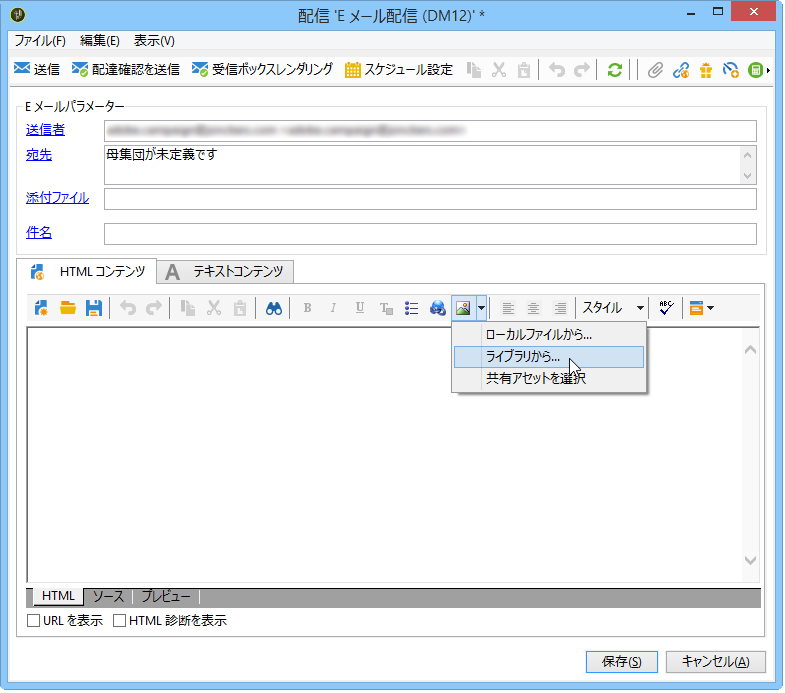 配信 'E メール配信 (DM12)' *
ファイル(F) 編集(E) 表示(V)
送信 配達確認を送信 受信ボックスレンダリング スケジュール設定
E メールパラメーター
送信者
宛先 母集団が未定義です
添付ファイル
件名
HTML コンテンツ A テキストコンテンツ
B I U T スタイル ABC
ローカルファイルから...
ライブラリから...
共有アセットを選択
HTML ソース プレビュー
URL を表示 HTML 診断を表示
保存(S) キャンセル(A)